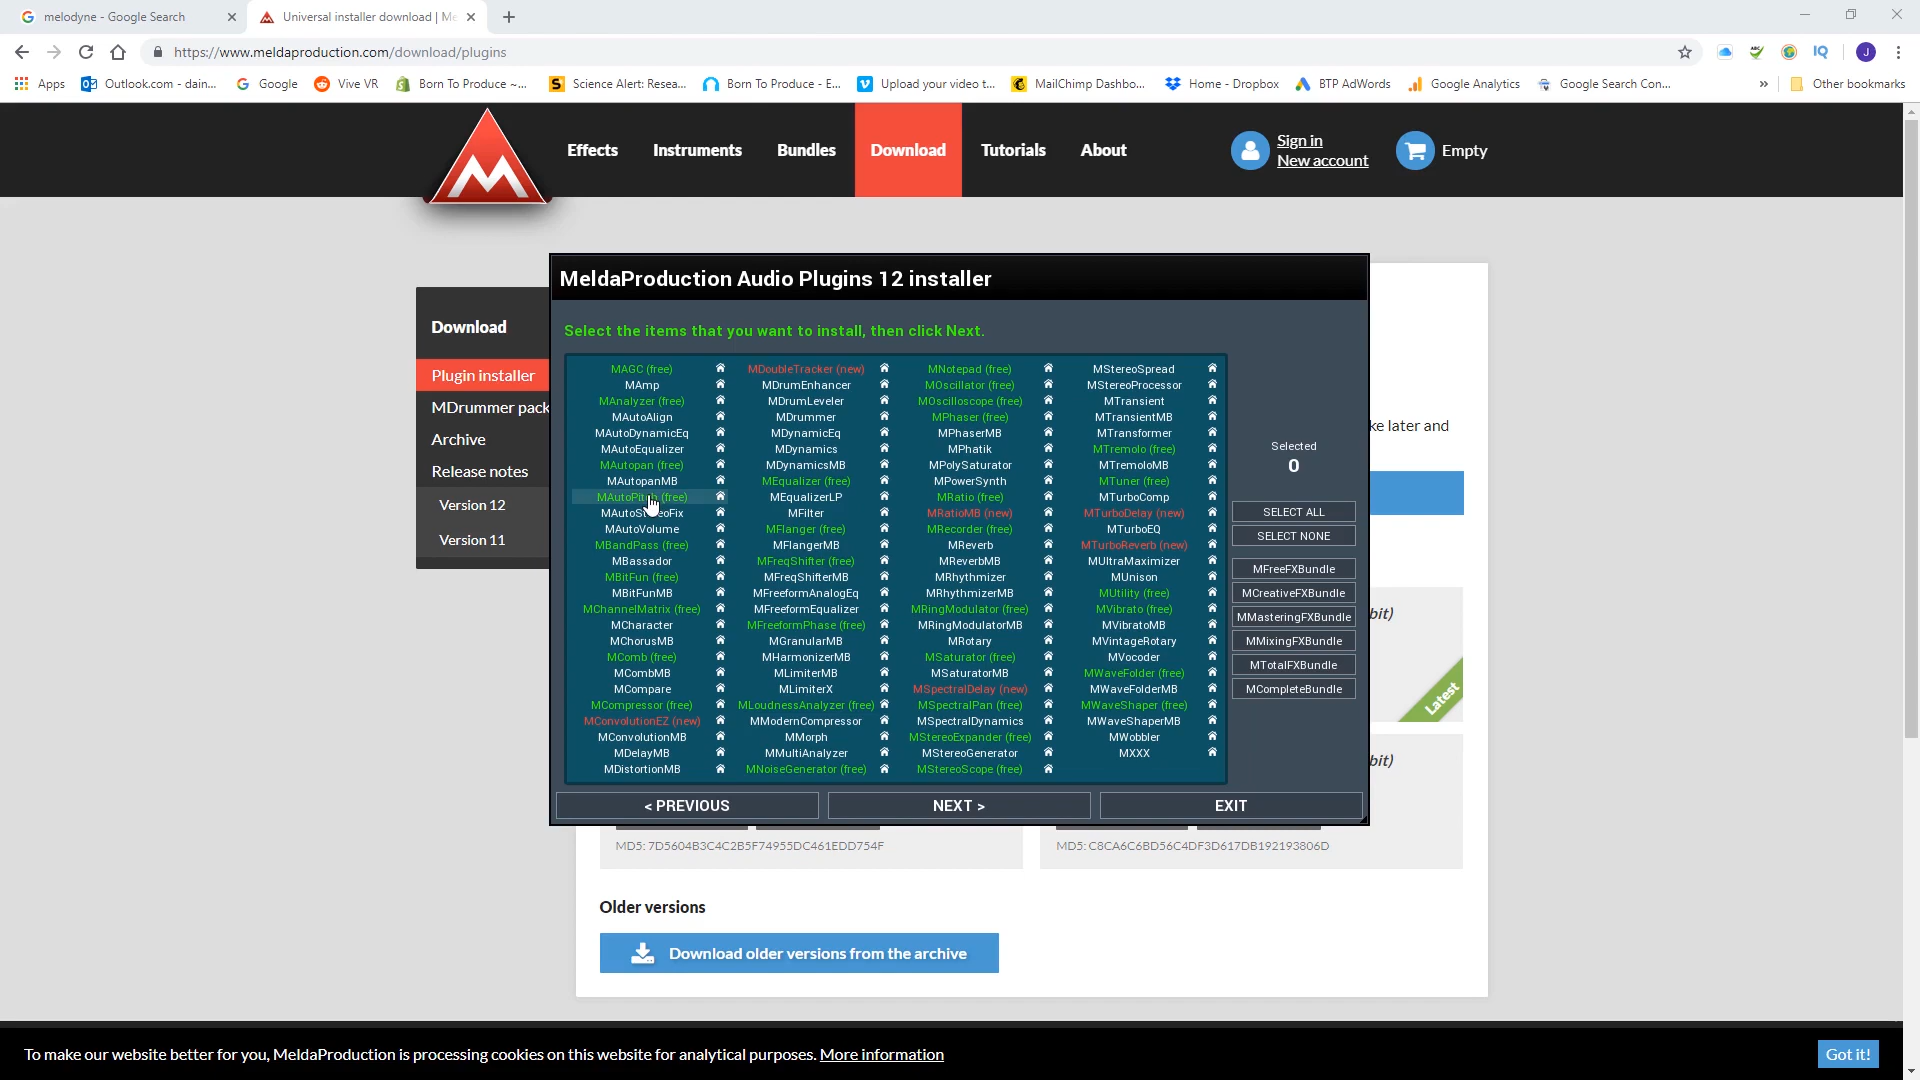 melodyne - Google Search
Universal installer download | Me
https://www.meldaproduction.com/download/plugins
Apps
Outlook.com - dain...
Google
Vive VR
Born To Produce ~...
Science Alert: Resea...
Born To Produce - E...
Upload your video t...
MailChimp Dashbo...
Home - Dropbox
BTP AdWords
Google Analytics
Google Search Con...
»
Other bookmarks
Effects
Instruments
Bundles
Download
Tutorials
About
Sign in
New account
Empty
Download
Plugin installer
MDrummer pack
Archive
Release notes
Version 12
Version 11
MeldaProduction Audio Plugins 12 installer
Select the items that you want to install, then click Next.
MAGC (free)
MAmp
MAnalyzer (free)
MAutoAlign
MAutoDynamicEq
MAutoEqualizer
MAutopan (free)
MAutopanMB
MAutoPitch (free)
MAutoStereoFix
MAutoVolume
MBandPass (free)
MBassador
MBitFun (free)
MBitFunMB
MChannelMatrix (free)
MCharacter
MChorusMB
MComb (free)
MCombMB
MCompare
MCompressor (free)
MConvolutionEZ (new)
MConvolutionMB
MDelayMB
MDistortionMB
MDoubleTracker (new)
MDrumEnhancer
MDrumLeveler
MDrummer
MDynamicEq
MDynamics
MDynamicsMB
MEqualizer (free)
MEqualizerLP
MFilter
MFlanger (free)
MFlangerMB
MFreqShifter (free)
MFreqShifterMB
MFreeformAnalogEq
MFreeformEqualizer
MFreeformPhase (free)
MGranularMB
MHarmonizerMB
MLimiterMB
MLimiterX
MLoudnessAnalyzer (free)
MModernCompressor
MMorph
MMultiAnalyzer
MNoiseGenerator (free)
MNotepad (free)
MOscillator (free)
MOscilloscope (free)
MPhaser (free)
MPhaserMB
MPhatik
MPolySaturator
MPowerSynth
MRatio (free)
MRatioMB (new)
MRecorder (free)
MReverb
MReverbMB
MRhythmizer
MRhythmizerMB
MRingModulator (free)
MRingModulatorMB
MRotary
MSaturator (free)
MSaturatorMB
MSpectralDelay (new)
MSpectralPan (free)
MSpectralDynamics
MStereoExpander (free)
MStereoGenerator
MStereoScope (free)
MStereoSpread
MStereoProcessor
MTransient
MTransientMB
MTransformer
MTremolo (free)
MTremoloMB
MTuner (free)
MTurboComp
MTurboDelay (new)
MTurboEQ
MTurboReverb (new)
MUltraMaximizer
MUnison
MUtility (free)
MVibrato (free)
MVibratoMB
MVintageRotary
MVocoder
MWaveFolder (free)
MWaveFolderMB
MWaveShaper (free)
MWaveShaperMB
MWobbler
MXXX
Selected
0
SELECT ALL
SELECT NONE
MFreeFXBundle
MCreativeFXBundle
MMasteringFXBundle
MMixingFXBundle
MTotalFXBundle
MCompleteBundle
< PREVIOUS
NEXT >
EXIT
ke later and
bit)
Latest
bit)
MD5: 7D5604B3C4C2B5F74955DC461EDD754F
MD5: C8CA6C6BD56C4DF3D617DB192193806D
Older versions
Download older versions from the archive
To make our website better for you, MeldaProduction is processing cookies on this website for analytical purposes. More information
Got it!